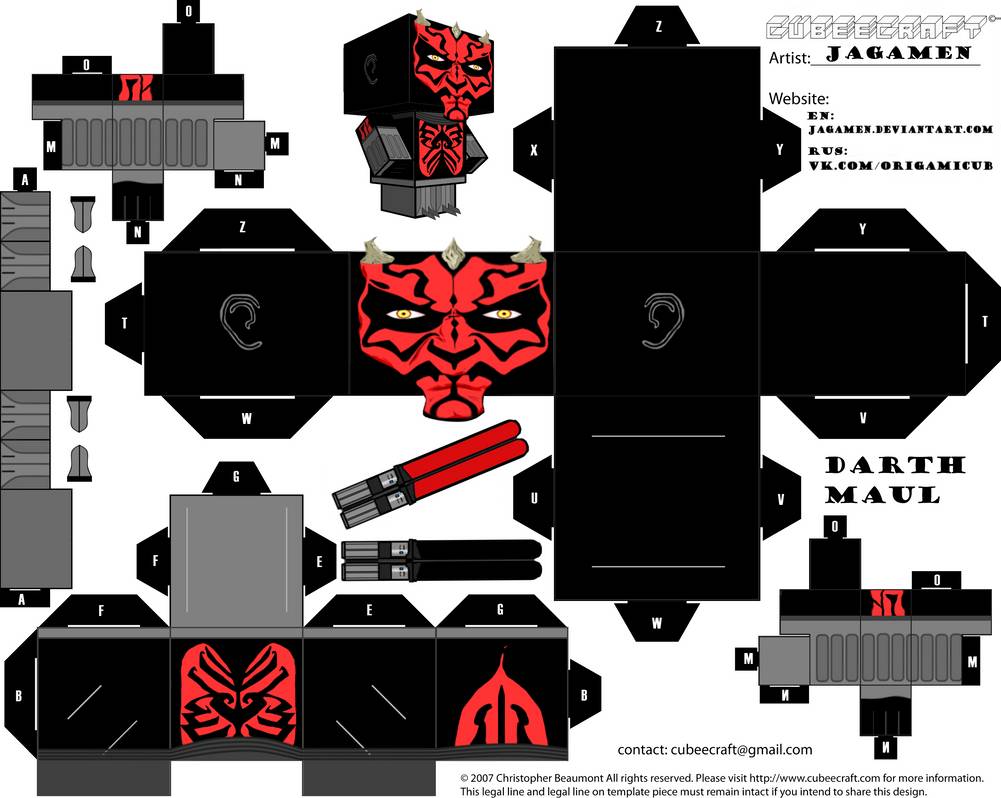 O
Z
CUBEECRAFT
Artist: JAGAMEN
Website:
EN:
JAGAMEN.DEVIANTART.COM
RUS:
VK.COM/ORIGAMICUB
O
M
M
N
N
X
Y
A
Z
Y
T
T
W
V
DARTH
MAUL
G
U
V
O
F
E
A
F
E
G
W
O
M
M
B
B
И
И
contact: cubeecraft@gmail.com
© 2007 Christopher Beaumont All rights reserved. Please visit http://www.cubeecraft.com for more information.
This legal line and legal line on template piece must remain intact if you intend to share this design.